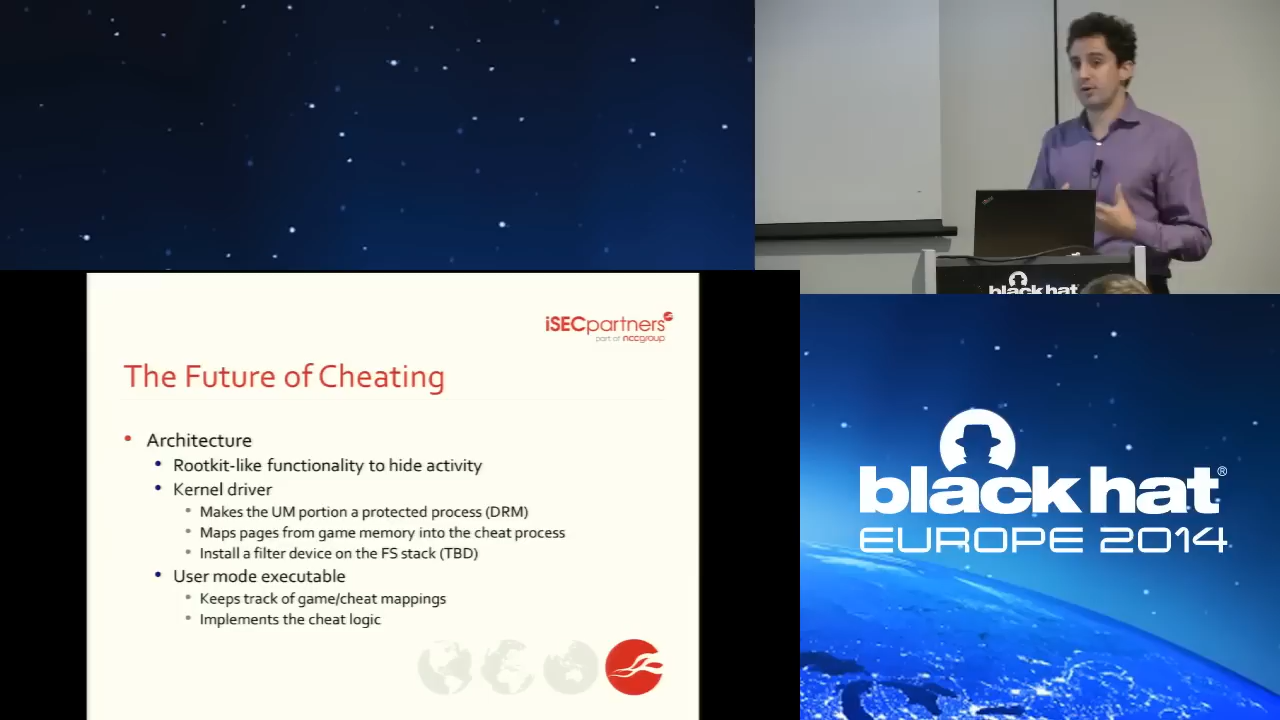 black hat
iSECpartners
part of nccgroup
The Future of Cheating
• Architecture
• Rootkit-like functionality to hide activity
• Kernel driver
• Makes the UM portion a protected process (DRM)
• Maps pages from game memory into the cheat process
• Install a filter device on the FS stack (TBD)
• User mode executable
• Keeps track of game/cheat mappings
• Implements the cheat logic
black hat®
EUROPE 2014